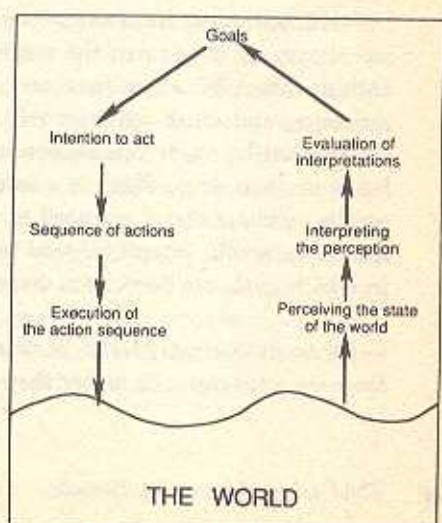 Goals
Intention to act
Evaluation of
interpretations
Sequence of actions
Interpreting
the perception
Execution of
the action sequence
Perceiving the state
of the world
THE WORLD